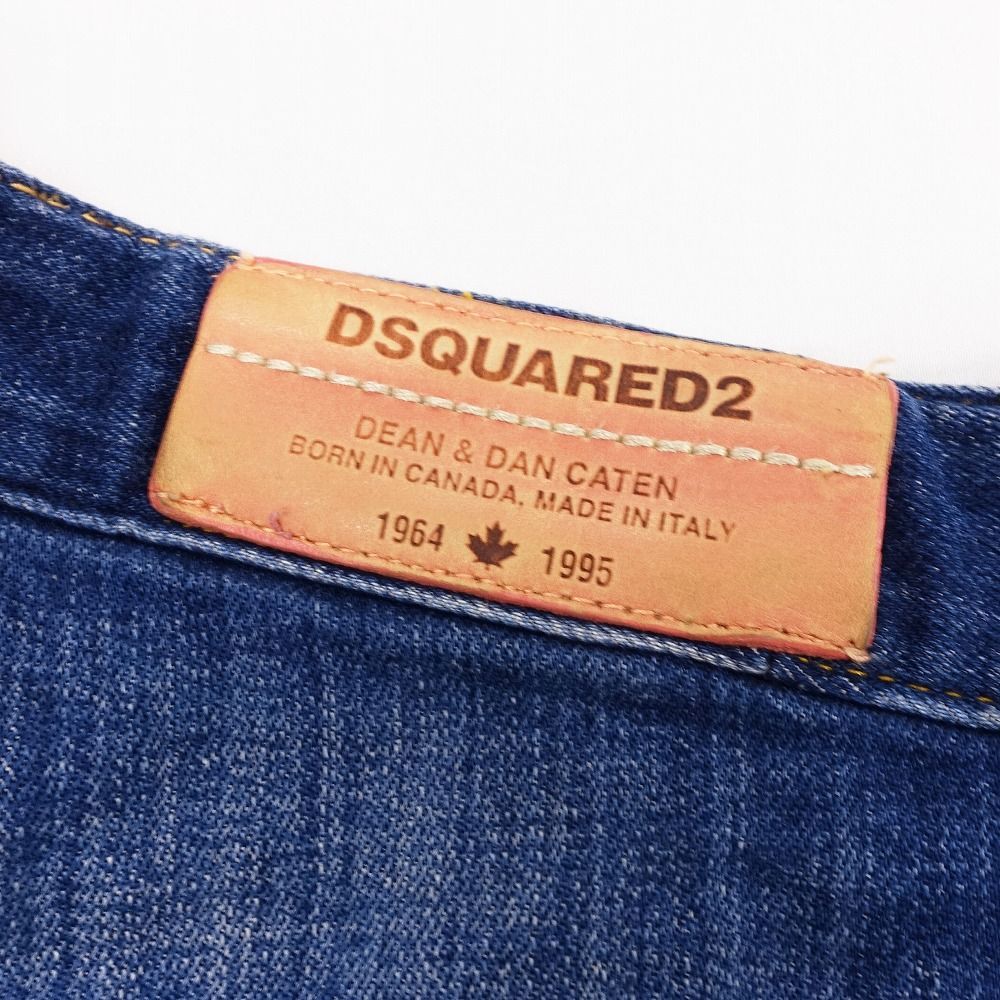 DSQUARED2
DEAN & DAN CATEN
BORN IN CANADA, MADE IN ITALY
1964 1995